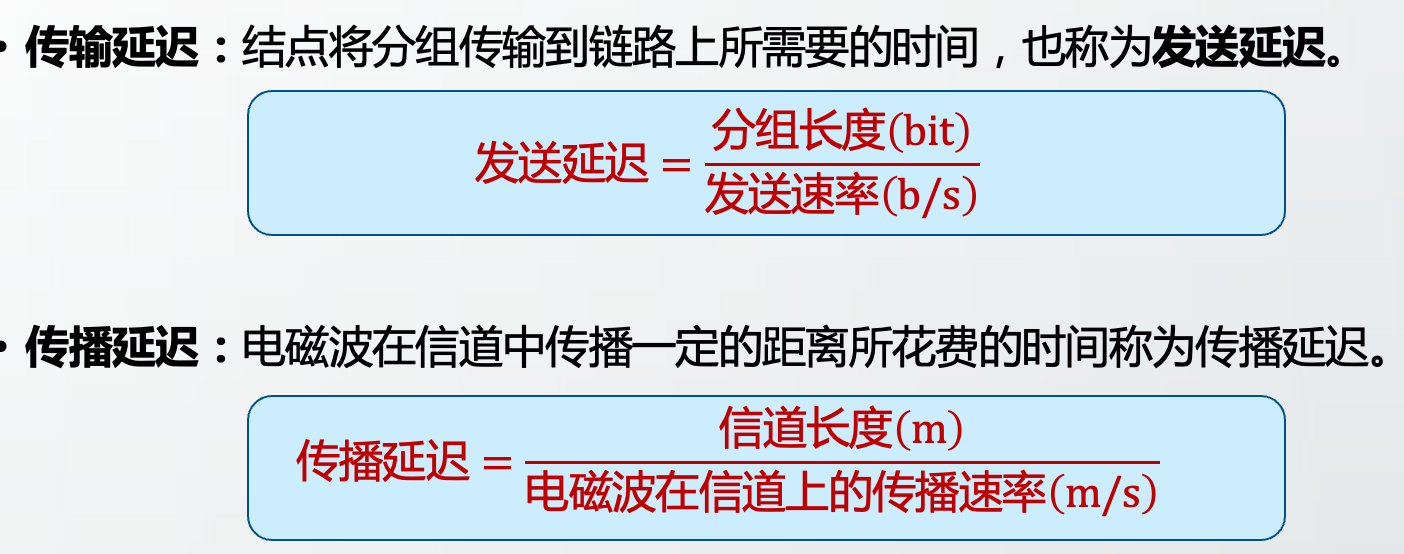 • 传输延迟：结点将分组传输到链路上所需要的时间，也称为发送延迟。
发送延迟 = 分组长度(bit) / 发送速率(b/s)
• 传播延迟：电磁波在信道中传播一定的距离所花费的时间称为传播延迟。
传播延迟 = 信道长度(m) / 电磁波在信道上的传播速率(m/s)